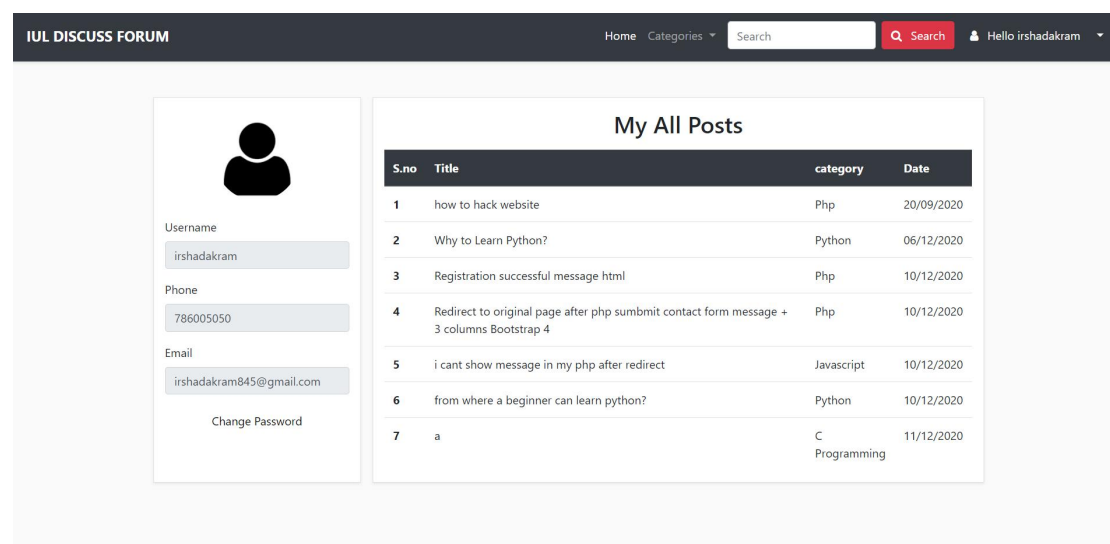 IUL DISCUSS FORUM Home Categories Search Search Hello irshadakram
Username
irshadakram
Phone
786005050
Email
irshadakram845@gmail.com
Change Password
My All Posts
S.no Title category Date
1 how to hack website Php 20/09/2020
2 Why to Learn Python? Python 06/12/2020
3 Registration successful message html Php 10/12/2020
4 Redirect to original page after php sumbmit contact form message + Php 10/12/2020
3 columns Bootstrap 4
5 i cant show message in my php after redirect Javascript 10/12/2020
6 from where a beginner can learn python? Python 10/12/2020
7 a C 11/12/2020
Programming